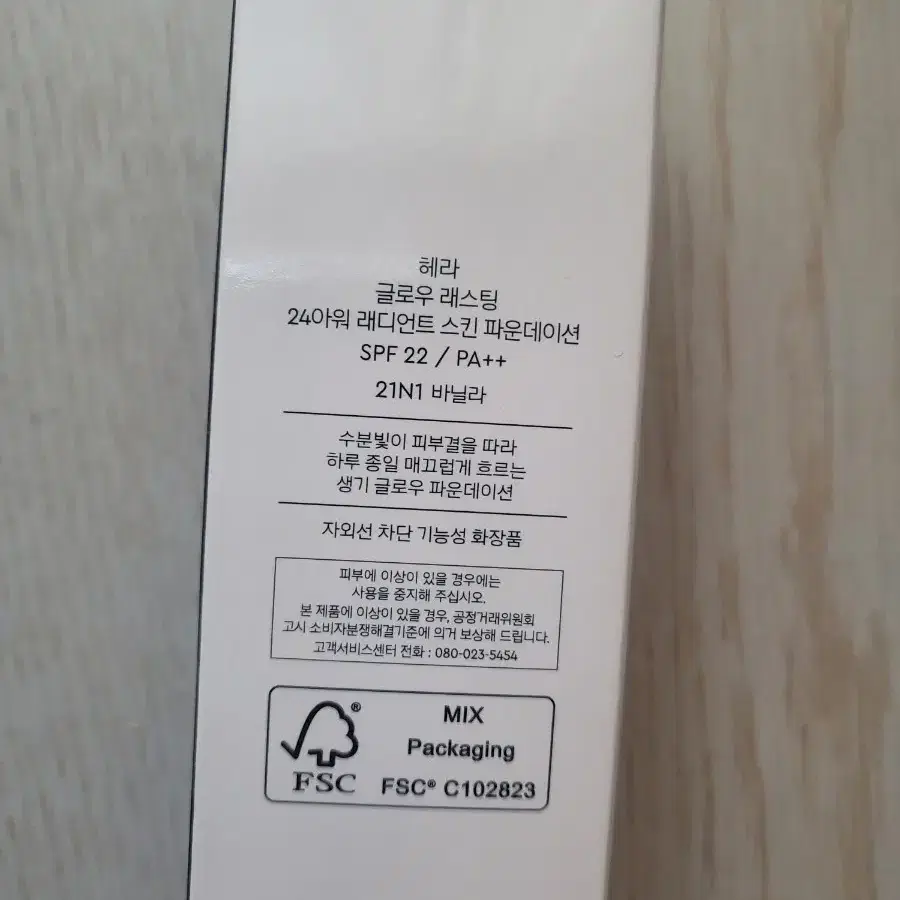 헤라
글로우 래스팅
24아워 래디언트 스킨 파운데이션
SPF 22 / PA++
21N1 바닐라
수분빛이 피부결을 따라
하루 종일 매끄럽게 흐르는
생기 글로우 파운데이션
자외선 차단 기능성 화장품
피부에 이상이 있을 경우에는
사용을 중지해 주십시오.
본 제품에 이상이 있을 경우, 공정거래위원회
고시 소비자분쟁해결기준에 의거 보상해 드립니다.
고객서비스센터 전화 : 080-023-5454
®
FSC
MIX
Packaging
FSC® C102823